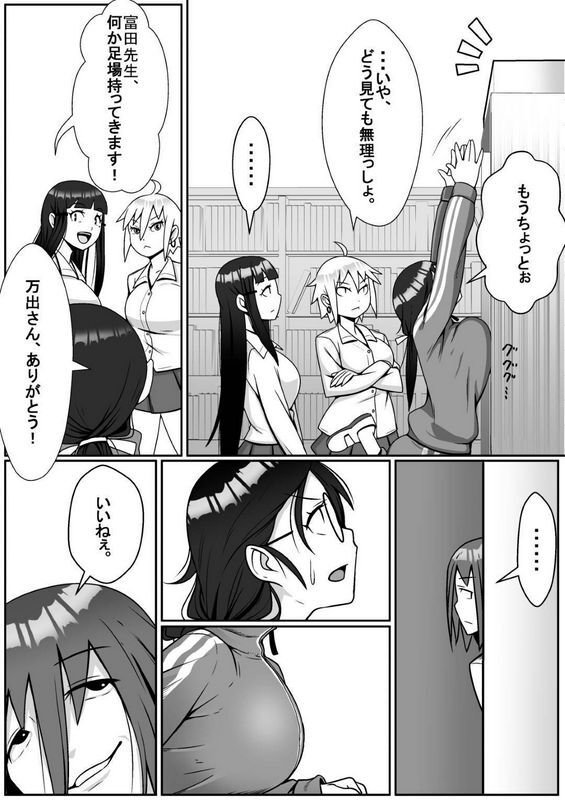 もうちょっとぉ
グググ…
・・・いや、
どう見ても無理っしょ。
・・・・・・
富田先生、
何か足場持ってきます！
万出さん、ありがとう！
・・・・・・
いいねぇ。